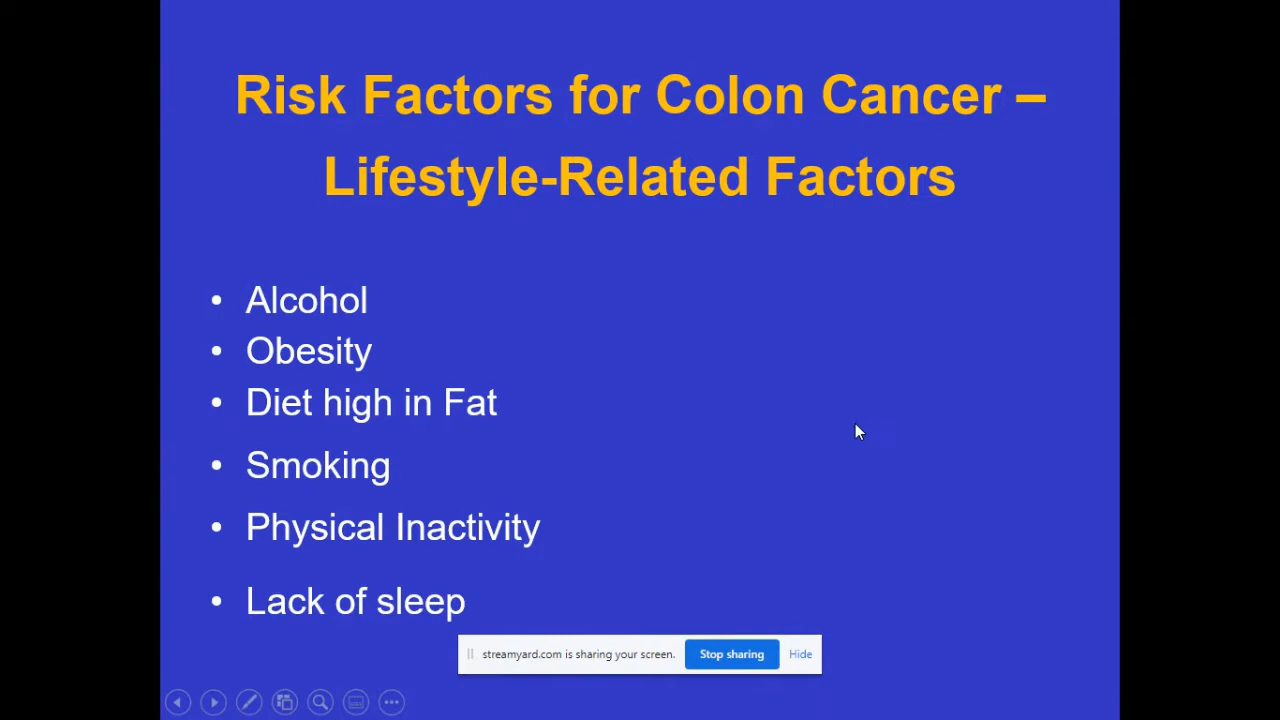 Risk Factors for Colon Cancer –
Lifestyle-Related Factors
• Alcohol
• Obesity
• Diet high in Fat
• Smoking
• Physical Inactivity
• Lack of sleep
streamyard.com is sharing your screen. Stop sharing Hide